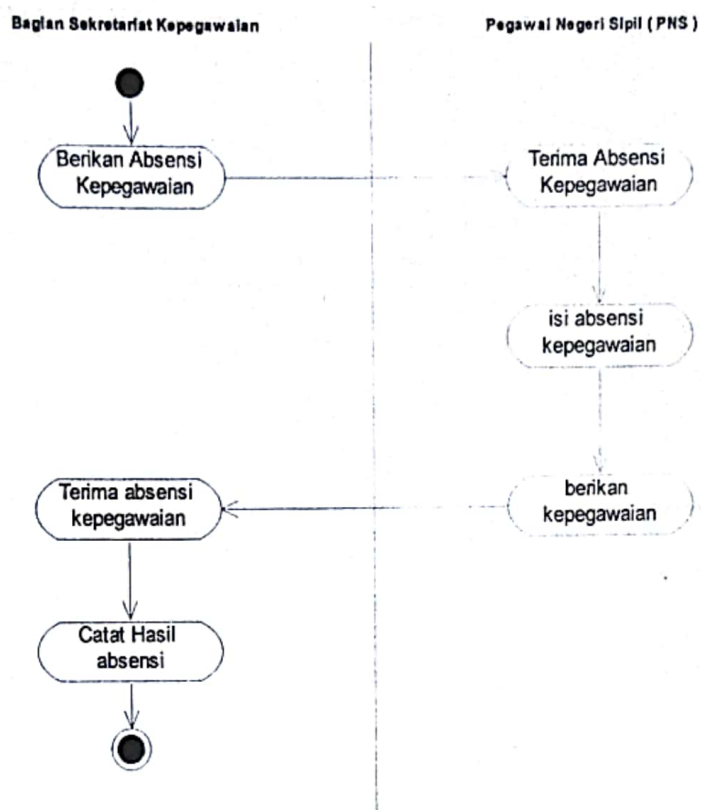 Bagian Sekretariat Kepegawaian
Pegawai Negeri Sipil ( PNS )
Berikan Absensi
Kepegawaian
Terima Absensi
Kepegawaian
isi absensi
kepegawaian
berikan
kepegawaian
Terima absensi
kepegawaian
Catat Hasil
absensi